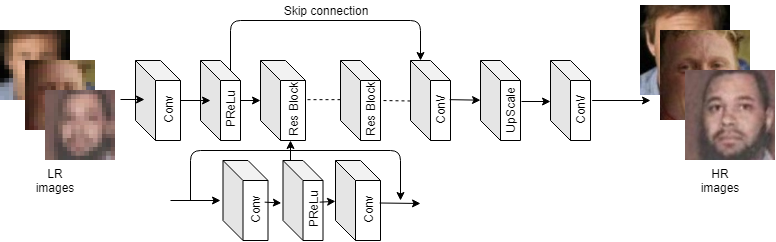 Skip connection
Conv
PReLu
Res Block
Res Block
ConV
UpScale
ConV
LR
images
HR
images
Conv
PReLu
Conv